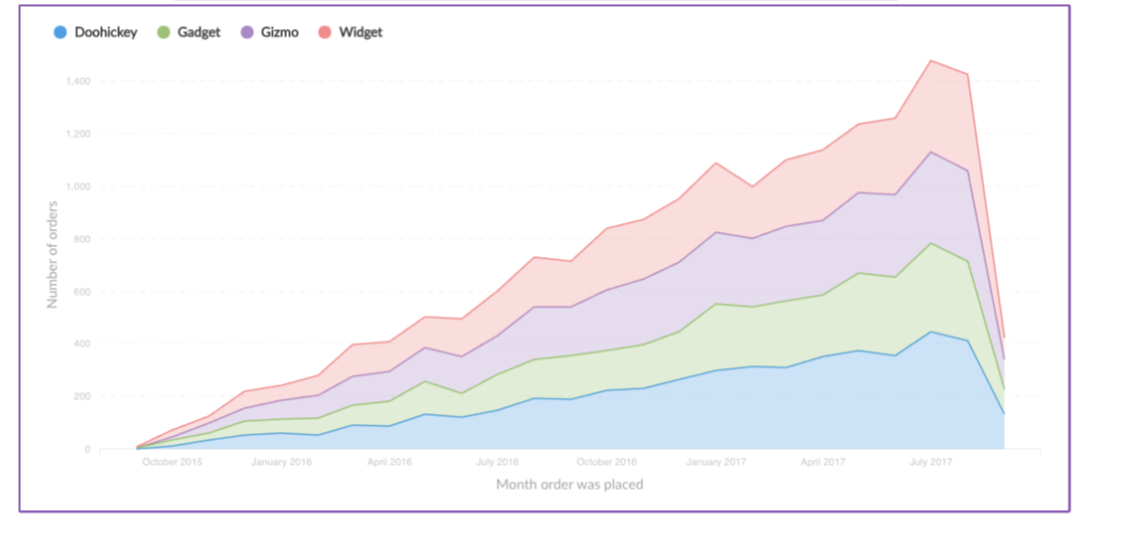 Doohickey Gadget Gizmo Widget
1,400
1,200
1,000
800
600
400
200
0
Number of orders
October 2015 January 2016 April 2016 July 2016 October 2016 January 2017 April 2017 July 2017
Month order was placed